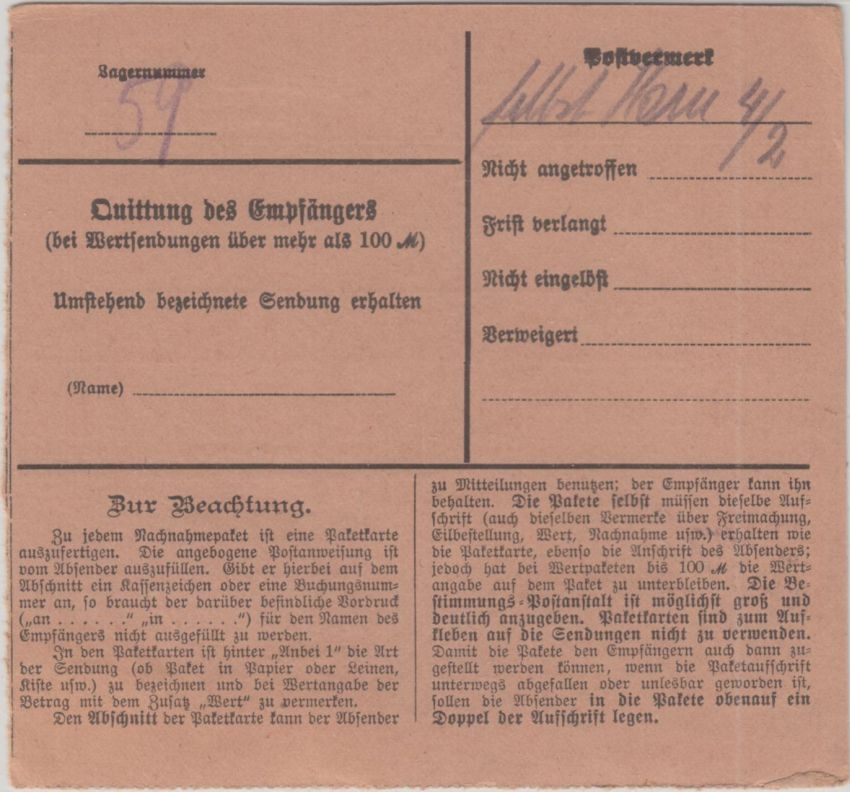 Lagernummer
59
Quittung des Empfängers
(bei Wertsendungen über mehr als 100 ℳ)
Umstehend bezeichnete Sendung erhalten
(Name)
Postvermerk
selbst 4/2
Nicht angetroffen
Frist verlangt
Nicht eingelöst
Verweigert
Zur Beachtung.
Zu jedem Nachnahmepaket ist eine Paketkarte
auszufertigen. Die angebogene Postanweisung ist
vom Absender auszufüllen. Gibt er hierbei auf dem
Abschnitt ein Kassenzeichen oder eine Buchungsnum-
mer an, so braucht der darüber befindliche Vordruck
(„an . . . . . .“ „in . . . . . .“) für den Namen des
Empfängers nicht ausgefüllt zu werden.
In den Paketkarten ist hinter „Anbei 1“ die Art
der Sendung (ob Paket in Papier oder Leinen,
Kiste usw.) zu bezeichnen und bei Wertangabe der
Betrag mit dem Zusatz „Wert“ zu vermerken.
Den Abschnitt der Paketkarte kann der Absender
zu Mitteilungen benutzen; der Empfänger kann ihn
behalten. Die Pakete selbst müssen dieselbe Auf-
schrift (auch dieselben Vermerke über Freimachung,
Eilbestellung, Wert, Nachnahme usw.) erhalten wie
die Paketkarte, ebenso die Anschrift des Absenders;
jedoch hat bei Wertpaketen bis 100 ℳ die Wert-
angabe auf dem Paket zu unterbleiben. Die Be-
stimmungs-Postanstalt ist möglichst groß und
deutlich anzugeben. Paketkarten sind zum Auf-
kleben auf die Sendungen nicht zu verwenden.
Damit die Pakete den Empfängern auch dann zu-
gestellt werden können, wenn die Paketaufschrift
unterwegs abgefallen oder unlesbar geworden ist,
sollen die Absender in die Pakete obenauf ein
Doppel der Aufschrift legen.